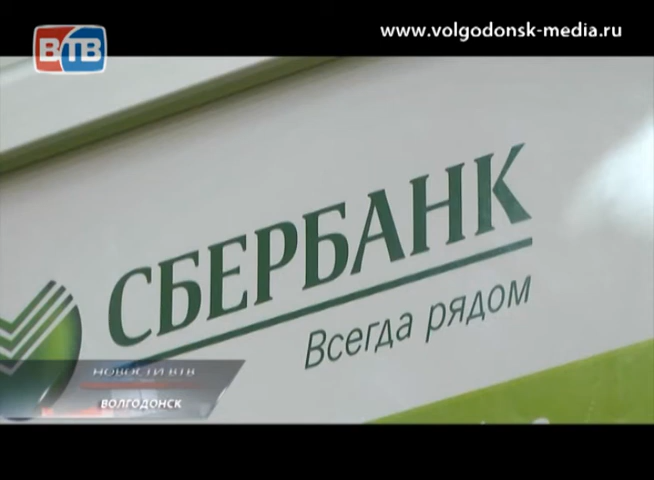 ВТВ
www.volgodonsk-media.ru
СБЕРБАНК
Всегда рядом
НОВОСТИ ВТВ
ВОЛГОДОНСК